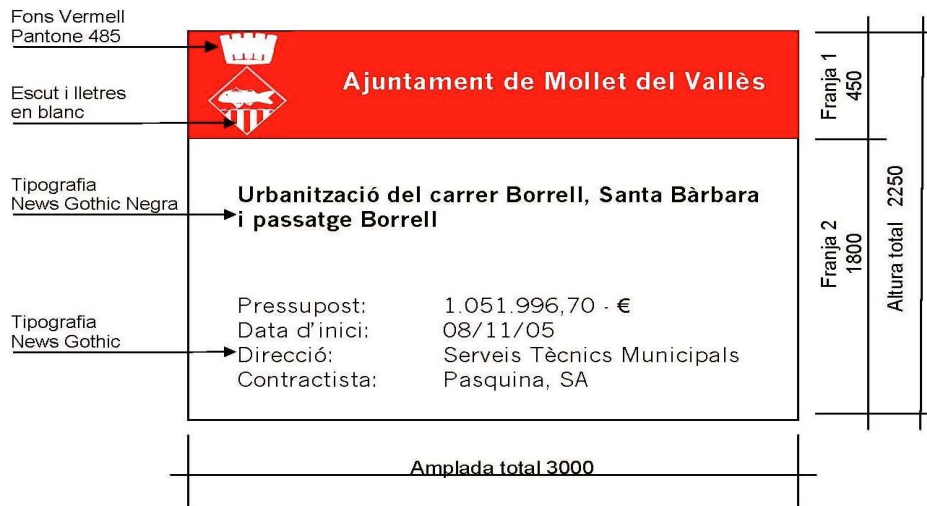 Fons Vermell
Pantone 485
Escut i lletres
en blanc
Tipografia
News Gothic Negra
Tipografia
News Gothic
Ajuntament de Mollet del Vallès
Urbanització del carrer Borrell, Santa Bàrbara
i passatge Borrell
Pressupost: 1.051.996,70 - €
Data d'inici: 08/11/05
Direcció: Serveis Tècnics Municipals
Contractista: Pasquina, SA
Franja 1
450
Franja 2
1800
Altura total 2250
Amplada total 3000